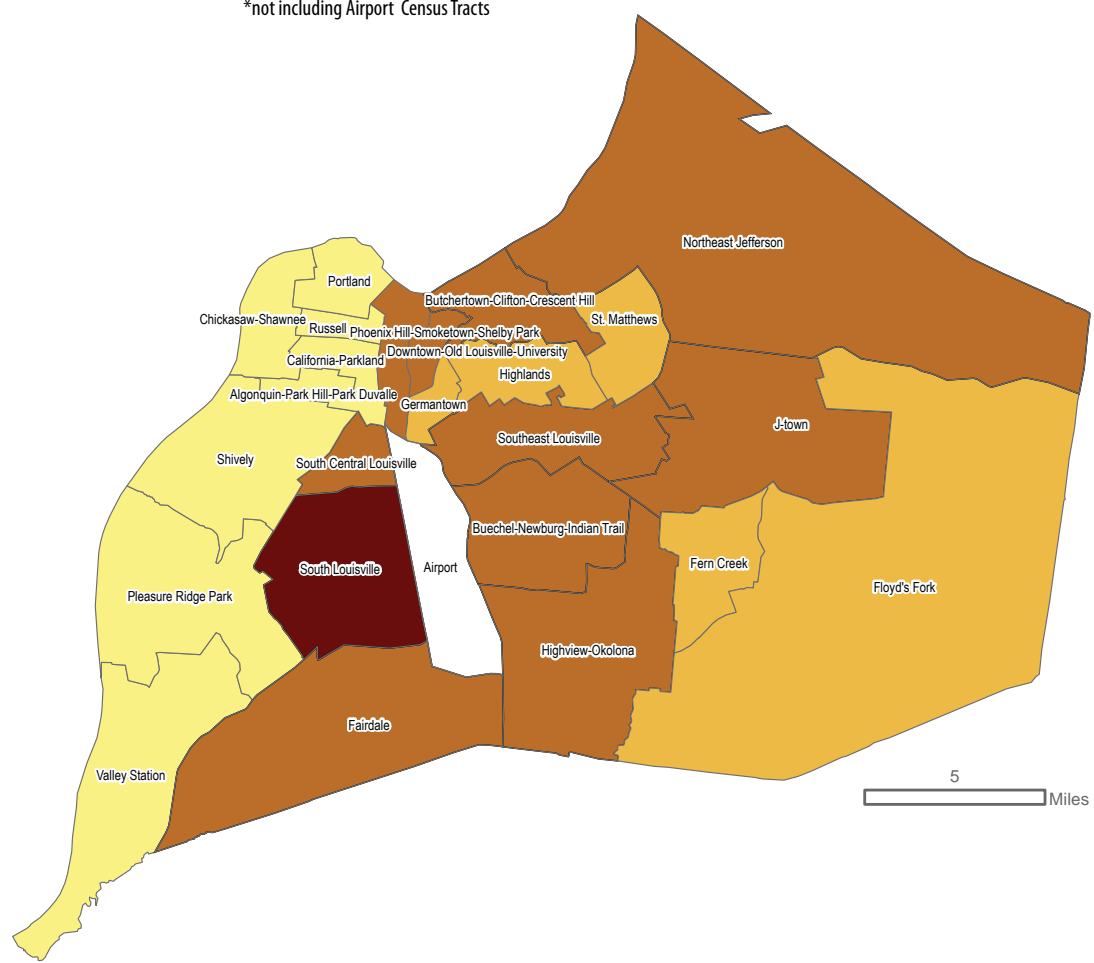 *not including Airport Census Tracts
Northeast Jefferson
Portland
Butchertown-Clifton-Crescent Hill
Chickasaw-Shawnee
St. Matthews
Russell
Phoenix Hill-Smoketown-Shelby Park
Downtown-Old Louisville-University
California-Parkland
Highlands
Algonquin-Park Hill-Park Duvalle
Germantown
J-town
Southeast Louisville
Shively
South Central Louisville
Buechel-Newburg-Indian Trail
Fern Creek
Airport
South Louisville
Floyd's Fork
Pleasure Ridge Park
Highview-Okolona
Fairdale
Valley Station
5
Miles